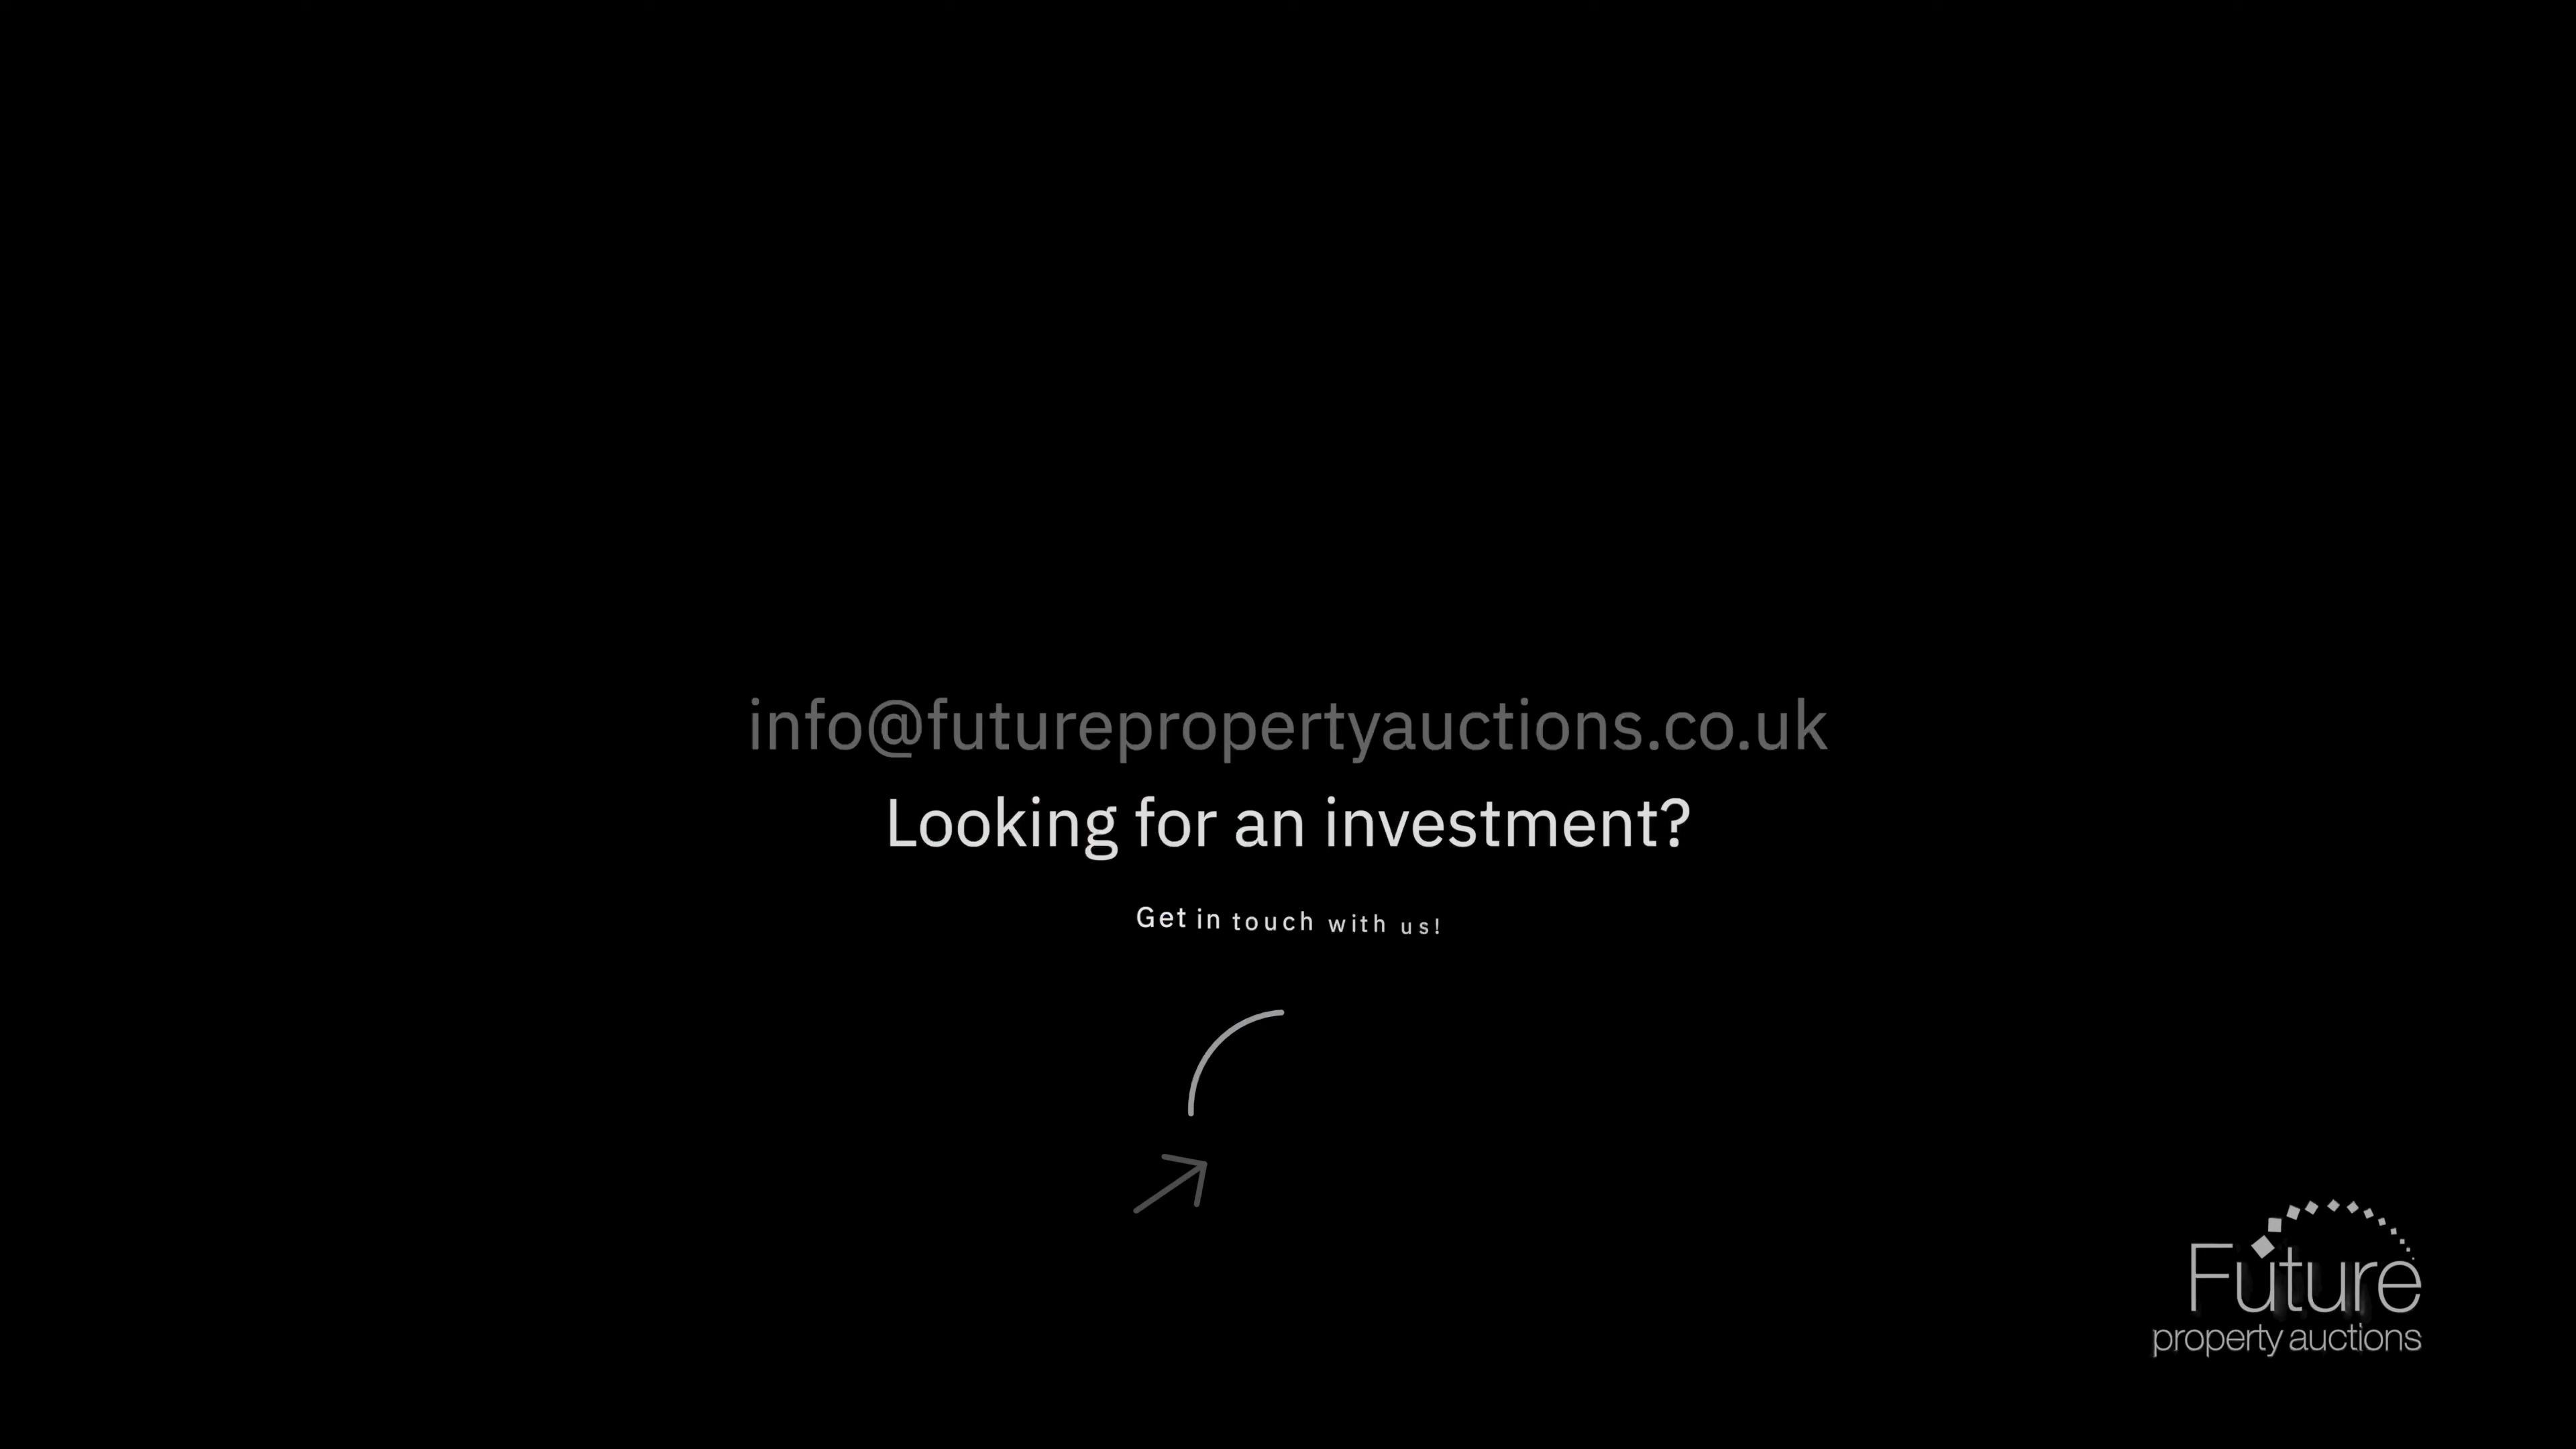 info@futurepropertyauctions.co.uk
Looking for an investment?
Get in touch with us!
Future
property auctions